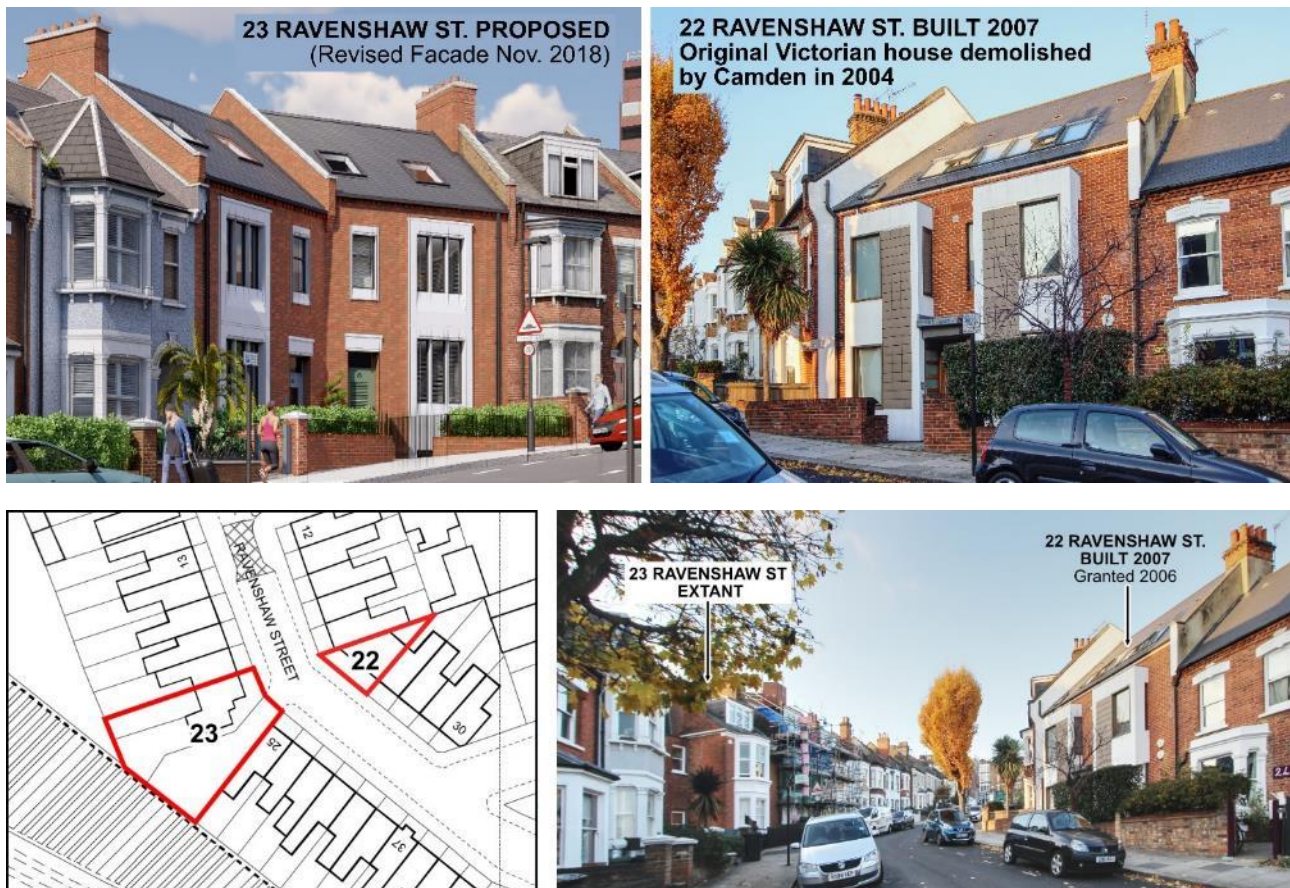 23 RAVENSHAW ST. PROPOSED
(Revised Facade Nov. 2018)
22 RAVENSHAW ST. BUILT 2007
Original Victorian house demolished
by Camden in 2004
13
12
RAVENSHAW STREET
22
23
25
30
37
23 RAVENSHAW ST
EXTANT
22 RAVENSHAW ST.
BUILT 2007
Granted 2006